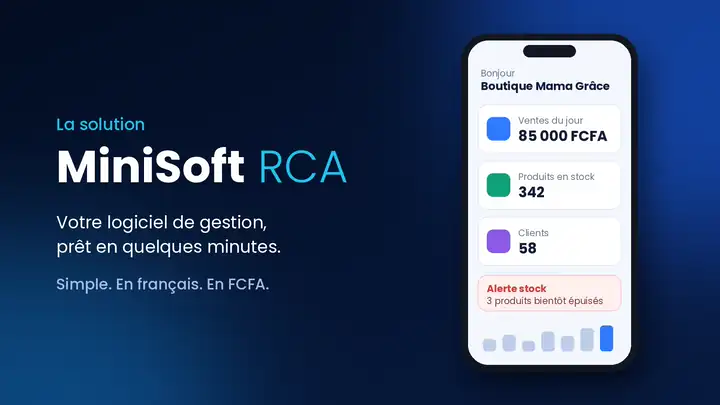 La solution
MiniSoft RCA
Votre logiciel de gestion,
prêt en quelques minutes.
Simple. En français. En FCFA.
Bonjour
Boutique Mama Grâce
Ventes du jour
85 000 FCFA
Produits en stock
342
Clients
58
Alerte stock
3 produits bientôt épuisés